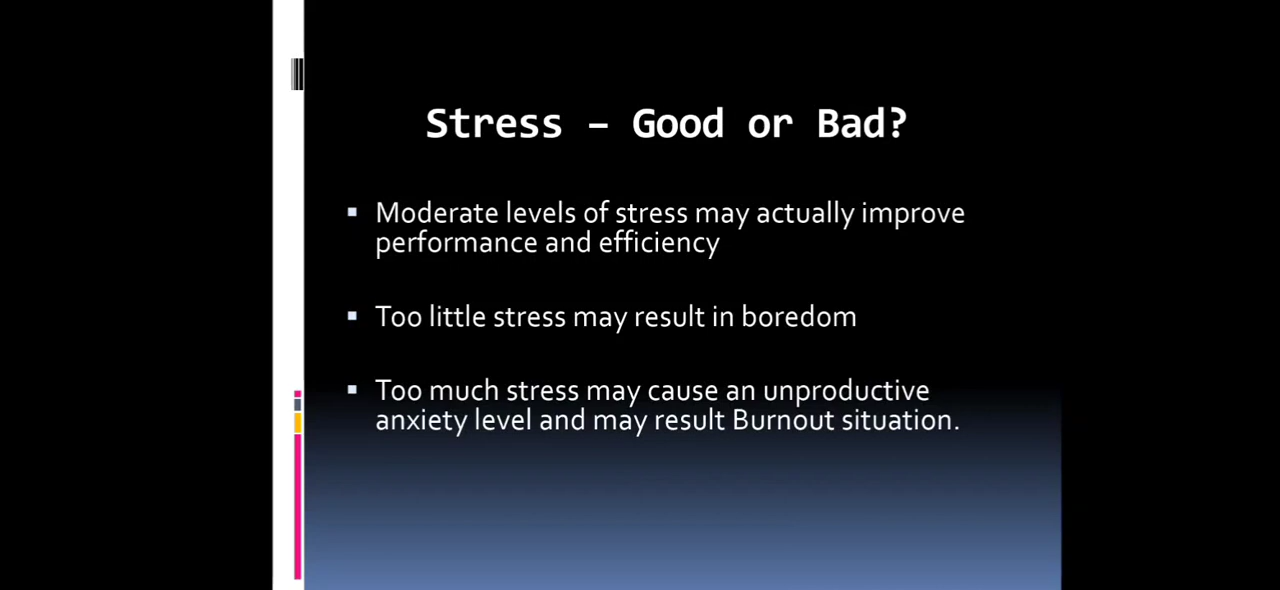 Stress – Good or Bad?
▪ Moderate levels of stress may actually improve
performance and efficiency
▪ Too little stress may result in boredom
▪ Too much stress may cause an unproductive
anxiety level and may result Burnout situation.